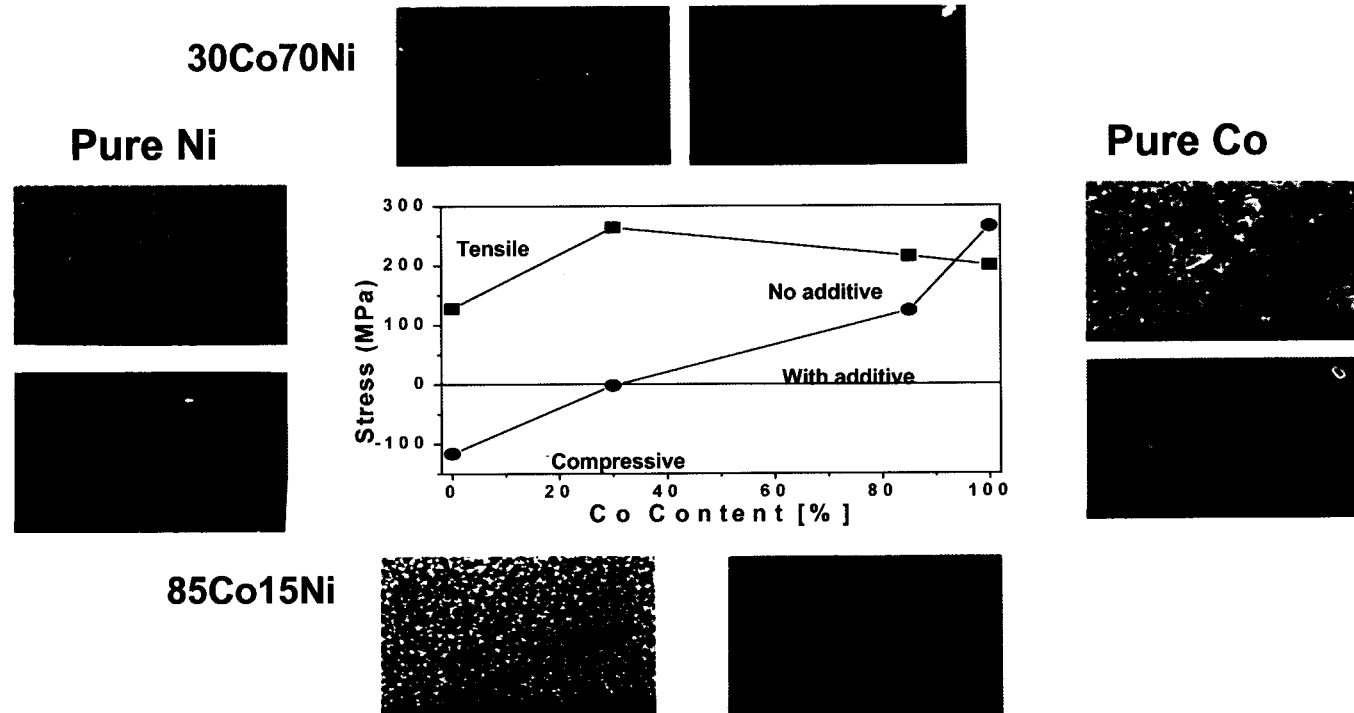 30Co70Ni
Pure Ni
Pure Co
300
200
100
0
-100
Stress (MPa)
Tensile
No additive
With additive
Compressive
0 20 40 60 80 100
Co Content [%]
85Co15Ni